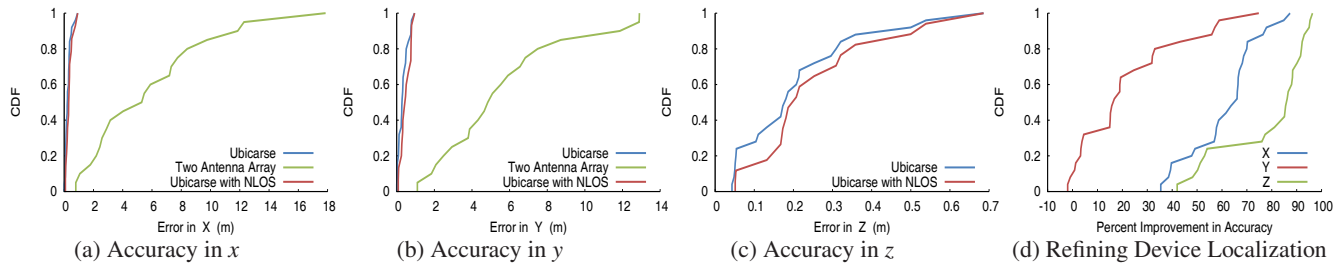 CDF
1
0.8
0.6
0.4
0.2
0
0 2 4 6 8 10 12 14 16 18
Error in X (m)
Ubicarse
Two Antenna Array
Ubicarse with NLOS
(a) Accuracy in x
CDF
1
0.8
0.6
0.4
0.2
0
0 2 4 6 8 10 12 14
Error in Y (m)
Ubicarse
Two Antenna Array
Ubicarse with NLOS
(b) Accuracy in y
CDF
1
0.8
0.6
0.4
0.2
0
0 0.1 0.2 0.3 0.4 0.5 0.6 0.7
Error in Z (m)
Ubicarse
Ubicarse with NLOS
(c) Accuracy in z
CDF
1
0.8
0.6
0.4
0.2
0
-10 0 10 20 30 40 50 60 70 80 90 100
Percent Improvement in Accuracy
X
Y
Z
(d) Refining Device Localization